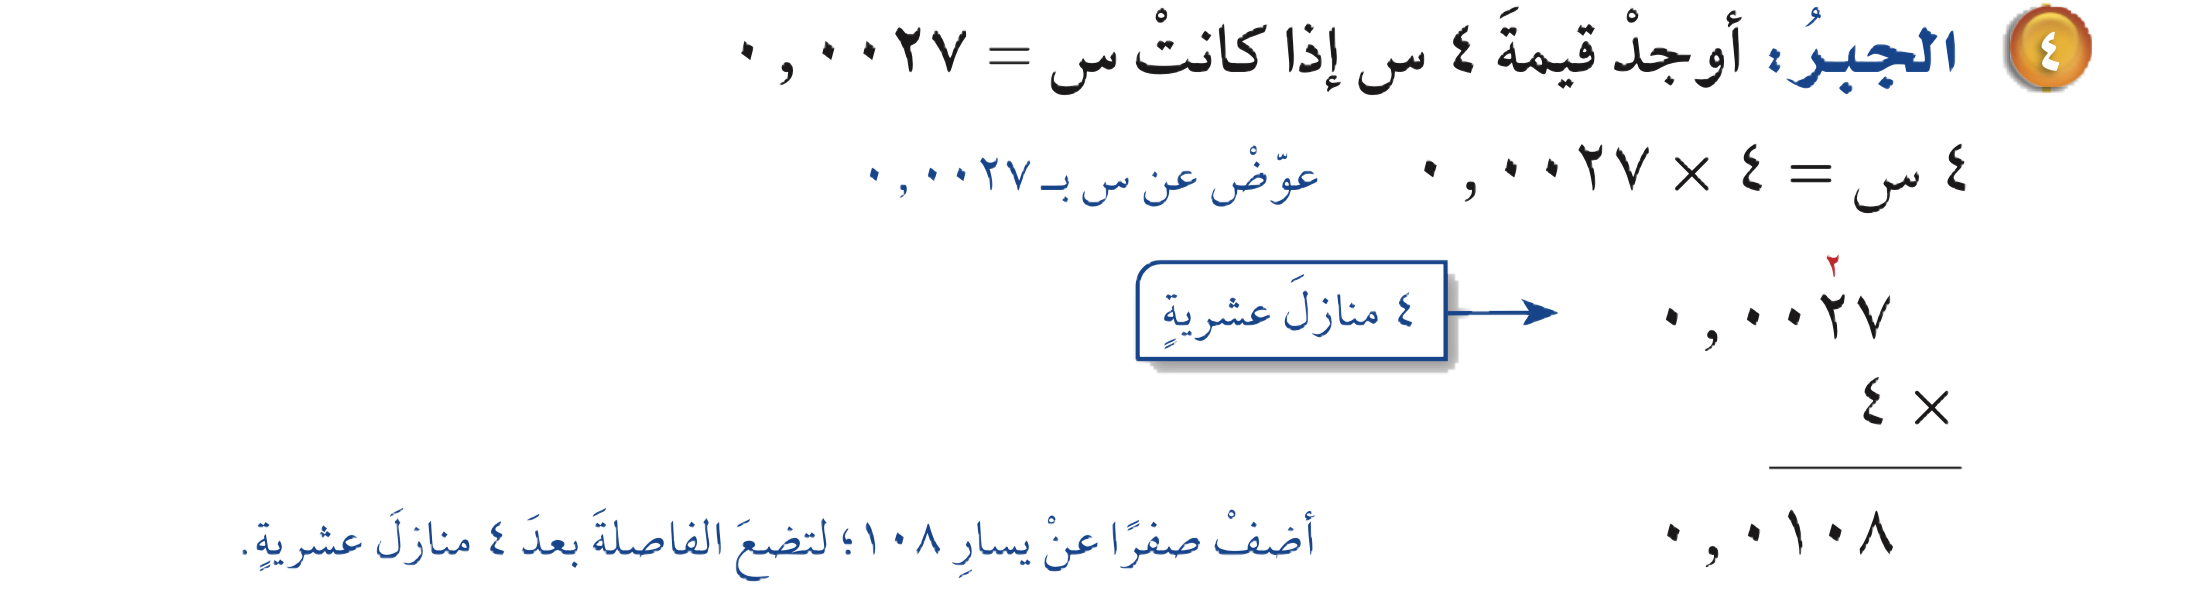 ٤ الجبرُ: أوجدْ قيمةَ ٤ س إذا كانتْ س = ٠,٠٠٢٧
٤ س = ٤ × ٠,٠٠٢٧ عوّضْ عن س بـ ٠,٠٠٢٧
٢
٠,٠٠٢٧ ٤ منازلَ عشريةٍ
× ٤
٠,٠١٠٨ أضفْ صفرًا عنْ يسارِ ١٠٨؛ لتضعَ الفاصلةَ بعدَ ٤ منازلَ عشريةٍ.